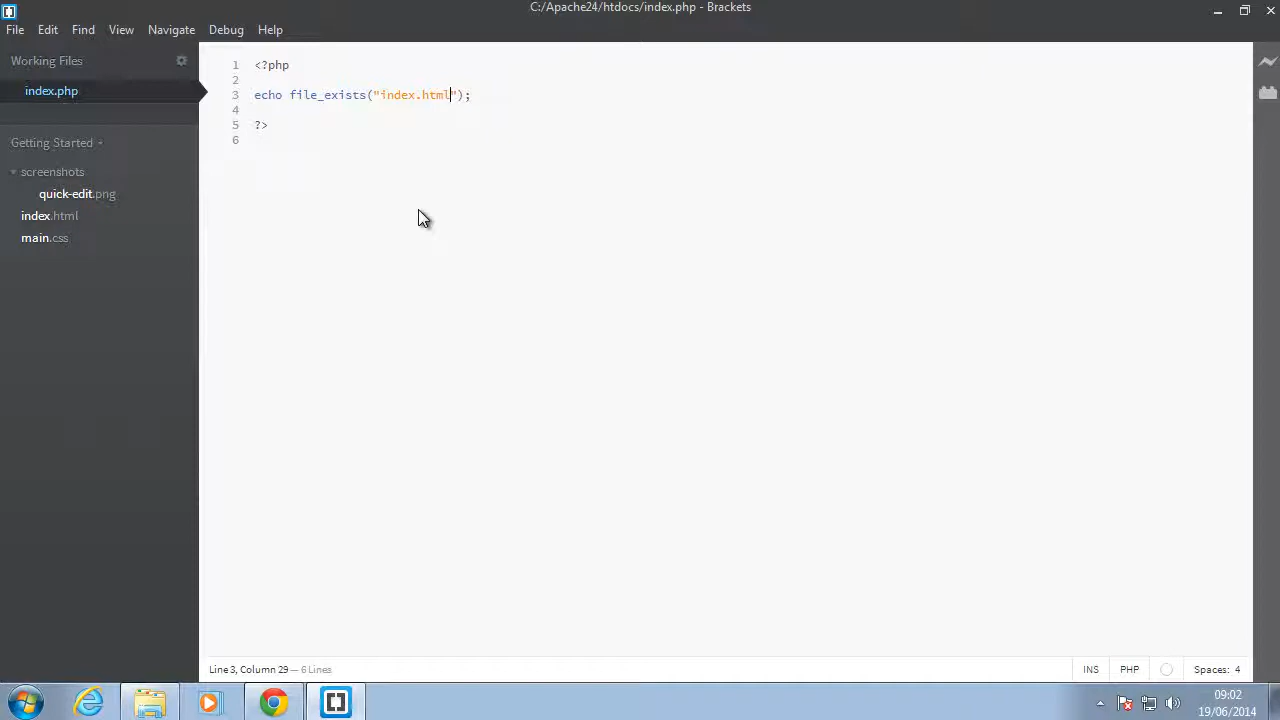 C:/Apache24/htdocs/index.php - Brackets
File Edit Find View Navigate Debug Help
Working Files
index.php
Getting Started
screenshots
quick-edit.png
index.html
main.css
1 <?php
2
3 echo file_exists("index.html");
4
5 ?>
6
Line 3, Column 29 — 6 Lines
INS PHP Spaces: 4
09:02
19/06/2014